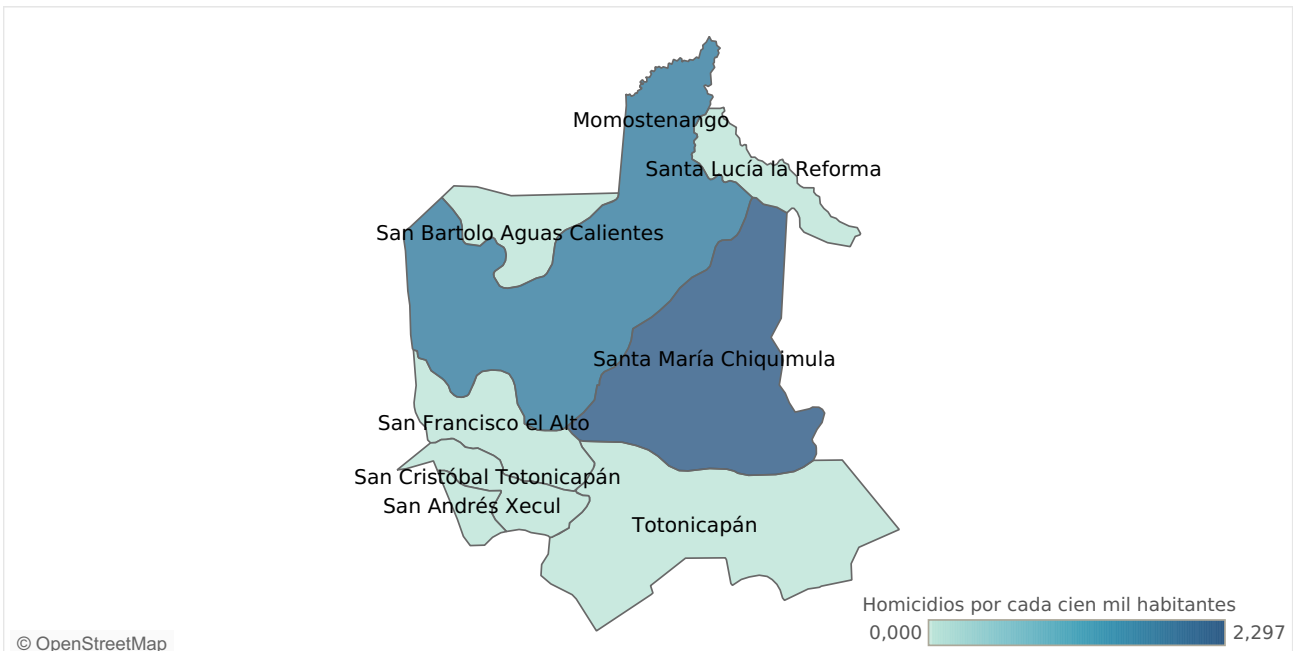 Momostenango
Santa Lucía la Reforma
San Bartolo Aguas Calientes
Santa María Chiquimula
San Francisco el Alto
San Cristóbal Totonicapán
San Andrés Xecul
Totonicapán
Homicidios por cada cien mil habitantes
0,000 2,297
© OpenStreetMap